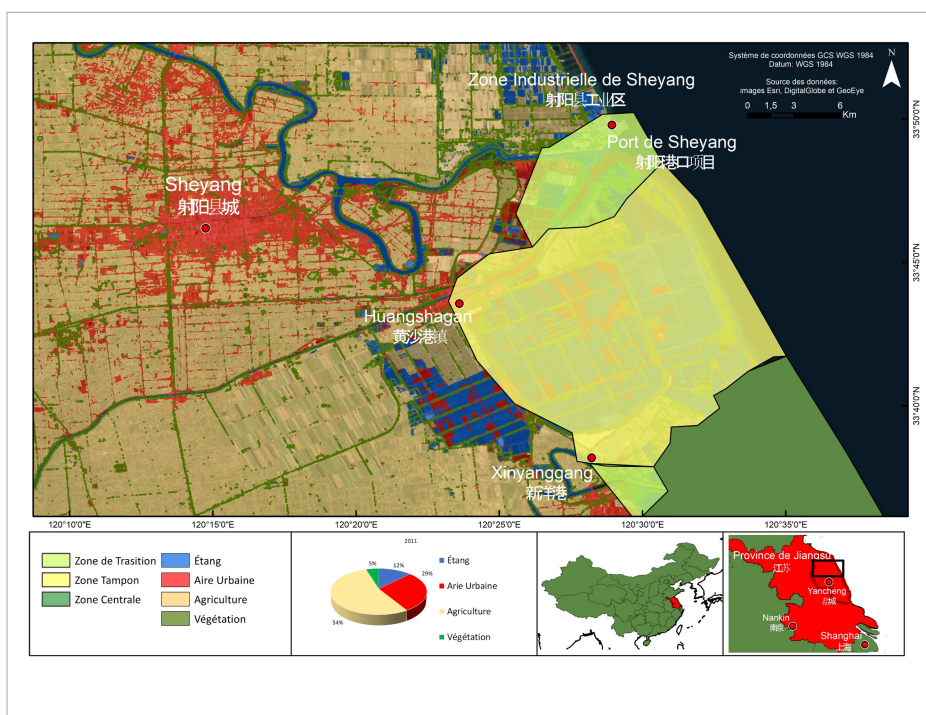 Système de coordonnées GCS WGS 1984
Datum: WGS 1984
Source des données:
images Esri, DigitalGlobe et GeoEye
N
0 1,5 3 6
Km
Zone Industrielle de Sheyang
射阳县工业区
Port de Sheyang
射阳港口项目
Sheyang
射阳县城
Huangshagan
黄沙港镇
Xinyanggang
新洋港
33°50'0"N
33°45'0"N
33°40'0"N
120°10'0"E
120°15'0"E
120°20'0"E
120°25'0"E
120°30'0"E
120°35'0"E
Zone de Trasition
Zone Tampon
Zone Centrale
Étang
Aire Urbaine
Agriculture
Végétation
2011
5%
12%
29%
54%
Étang
Arie Urbaine
Agriculture
Végétation
Province de Jiangsu
江苏
Yancheng
Nankin
南京
Shanghai
上海